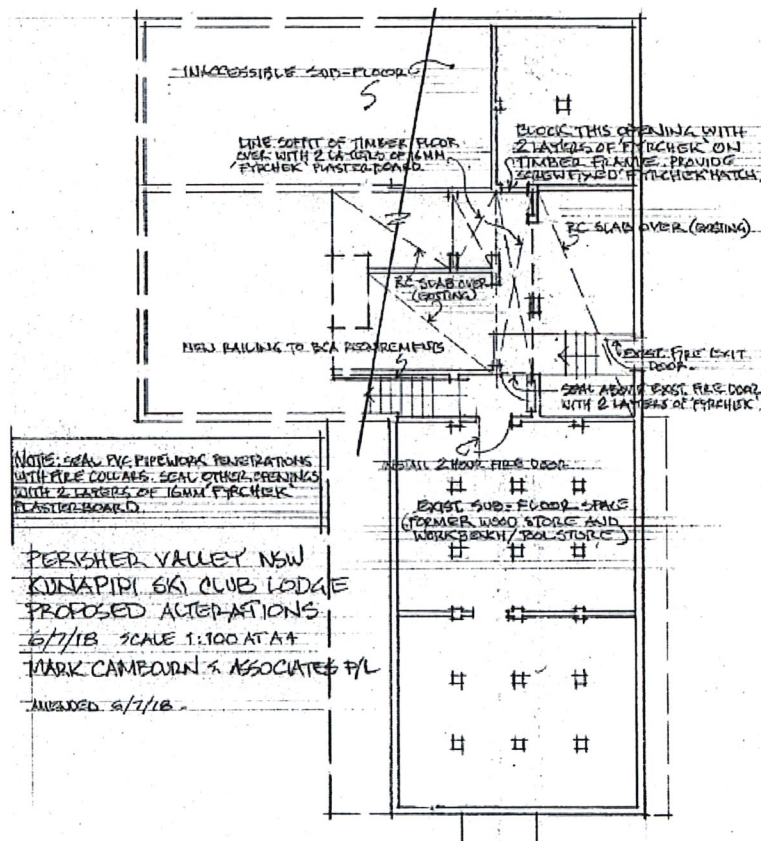 INACCESSIBLE SUB-FLOOR
LINE SOFFIT OF TIMBER FLOOR
OVER WITH 2 LAYERS OF 16MM
'FYRCHEK' PLASTERBOARD
BLOCK THIS OPENING WITH
2 LAYERS OF 'FYRCHEK' ON
TIMBER FRAME. PROVIDE
SCREW FIXED 'FYRCHEK' HATCH.
RC SLAB OVER (EXISTING)
RC SLAB OVER
(EXISTING)
NEW RAILING TO BCA REQUIREMENTS
EXIST. FIRE EXIT
DOOR.
SEAL ABOVE EXIST. FIRE DOOR
WITH 2 LAYERS OF 'FYRCHEK'.
NOTE: SEAL PVC PIPEWORK PENETRATIONS
WITH FIRE COLLARS. SEAL OTHER OPENINGS
WITH 2 LAYERS OF 16MM 'FYRCHEK'
PLASTERBOARD.
INSTALL 2 HOUR FIRE DOOR
EXIST. SUB-FLOOR SPACE
(FORMER WOOD STORE AND
WORKBENCH/TOOL STORE)
PERISHER VALLEY NSW
KUNAPIPI SKI CLUB LODGE
PROPOSED ALTERATIONS
6/7/18 SCALE 1:100 AT A4
MARK CAMBOURN & ASSOCIATES P/L
AMENDED 6/7/18.